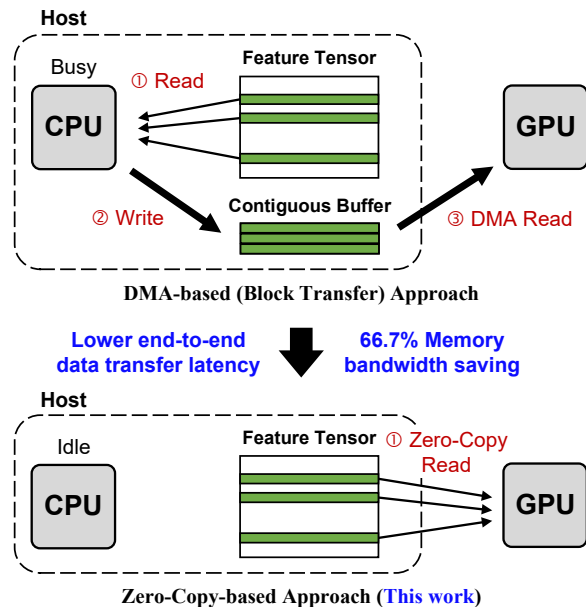 Host
Busy
Feature Tensor
① Read
CPU
GPU
② Write
Contiguous Buffer
③ DMA Read
DMA-based (Block Transfer) Approach
Lower end-to-end
data transfer latency
66.7% Memory
bandwidth saving
Host
Idle
Feature Tensor
① Zero-Copy
Read
CPU
GPU
Zero-Copy-based Approach (This work)